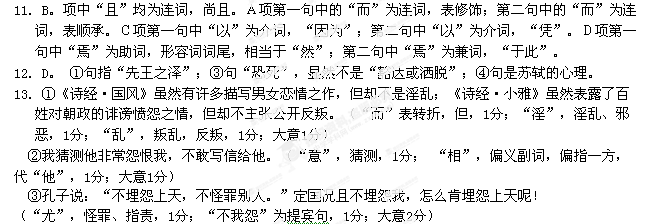 11. B。项中“且”均为连词，尚且。A项第一句中的“而”为连词，表修饰；第二句中的“而”为连
词，表顺承。C项第一句中“以”为介词，“因为”；第二句中“以”为介词，“凭”。D项第一
句中“焉”为助词，形容词词尾，相当于“然”；第二句中“焉”为兼词，“于此”。
12. D。 ①句指“先王之泽”；③句“恐死”，显然不是“豁达或洒脱”；④句是苏轼的心理。
13. ①《诗经·国风》虽然有许多描写男女恋情之作，但却不是淫乱；《诗经·小雅》虽然表露了百
姓对朝政的诽谤愤怨之情，但却不主张公开反叛。 （“而”表转折，但，1分；“淫”，淫乱、邪
恶，1分；“乱”，叛乱，反叛，1分；大意1分）
②我猜测他非常怨恨我，不敢写信给他。（“意”，猜测，1分； “相”，偏义副词，偏指一方，
代“他”，1分；大意1分）
③孔子说：“不埋怨上天，不怪罪别人。”定国况且不埋怨我，怎么肯埋怨上天呢！
（“尤”，怪罪、指责，1分；“不我怨”为提宾句，1分；大意2分）